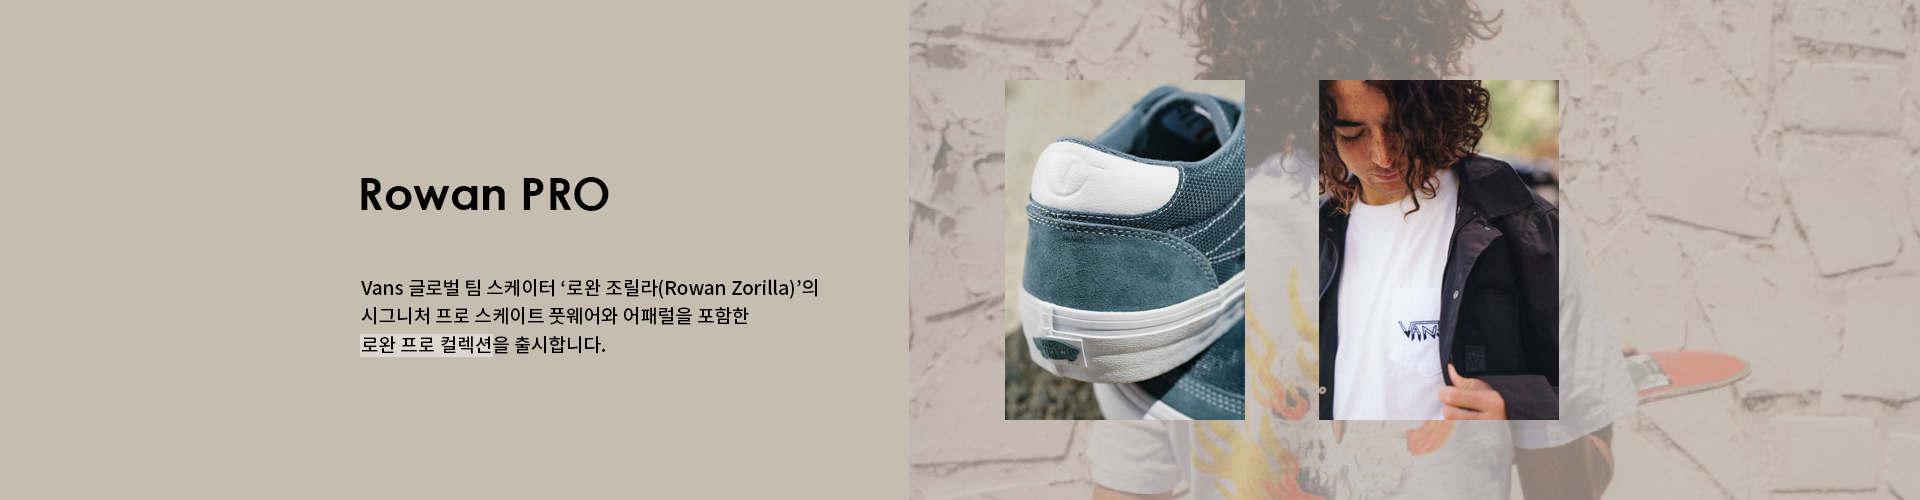 Rowan PRO
Vans 글로벌 팀 스케이터 ‘로완 조릴라(Rowan Zorilla)’의
시그니처 프로 스케이트 풋웨어와 어패럴을 포함한
로완 프로 컬렉션을 출시합니다.
VANS